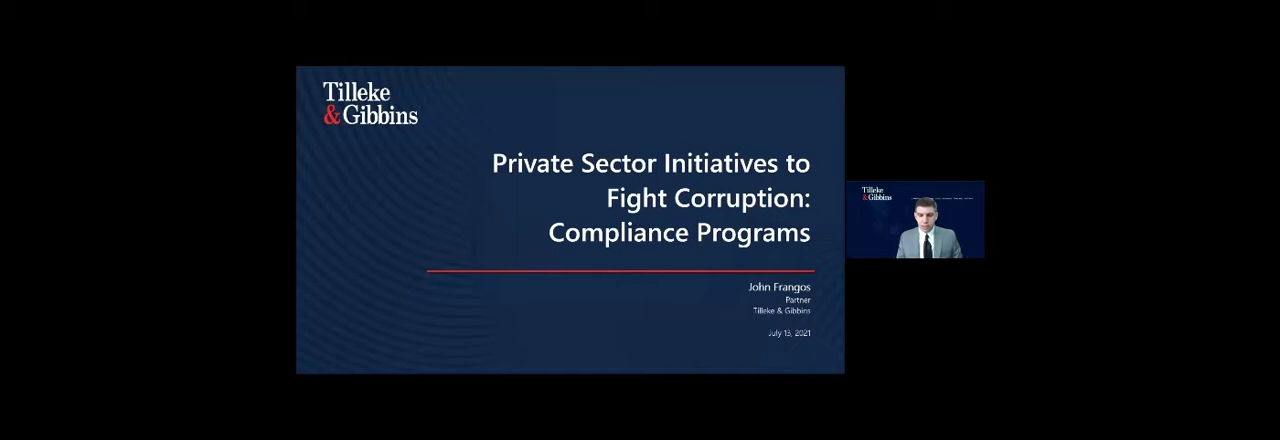 Tilleke
& Gibbins
Private Sector Initiatives to
Fight Corruption:
Compliance Programs
John Frangos
Partner
Tilleke & Gibbins
July 13, 2021
Tilleke
& Gibbins